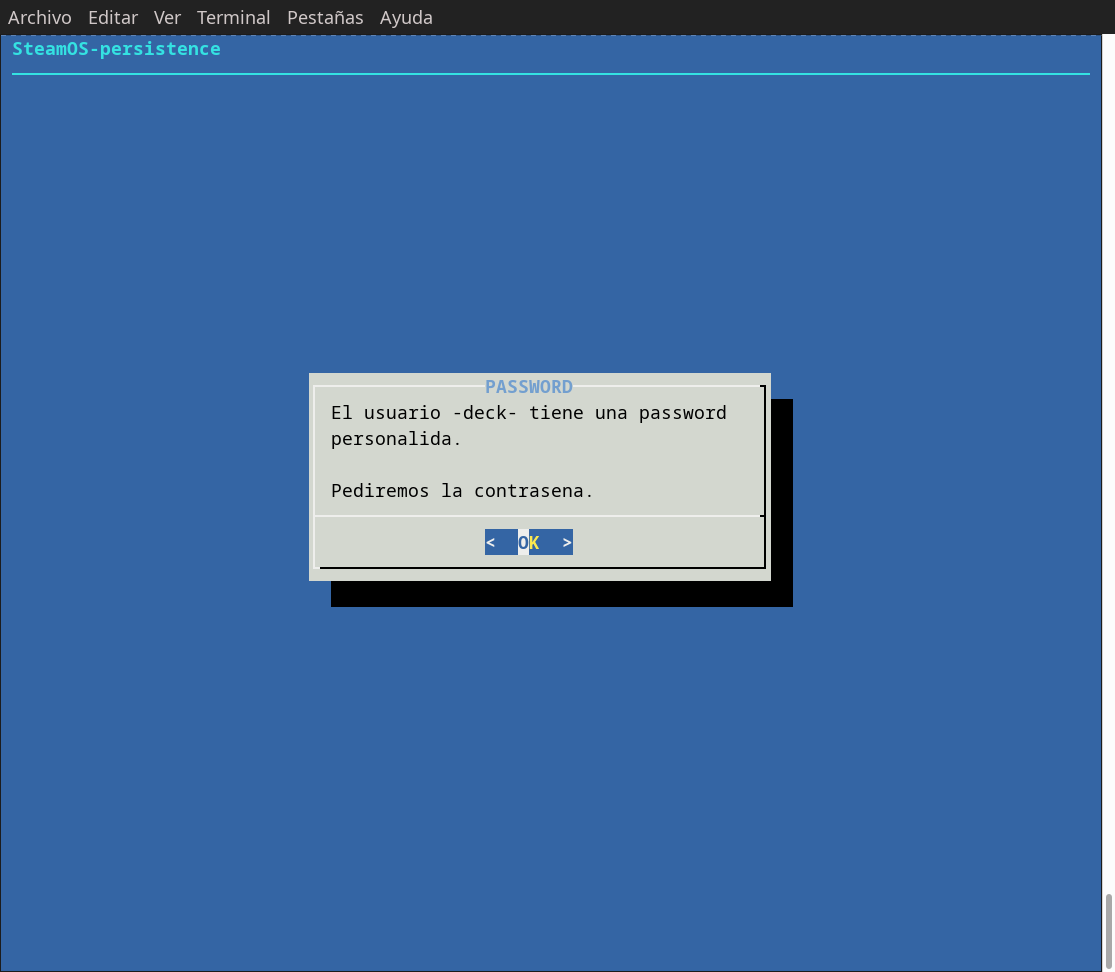 Archivo Editar Ver Terminal Pestañas Ayuda
SteamOS-persistence
PASSWORD
El usuario -deck- tiene una password
personalida.
Pediremos la contrasena.
< OK >